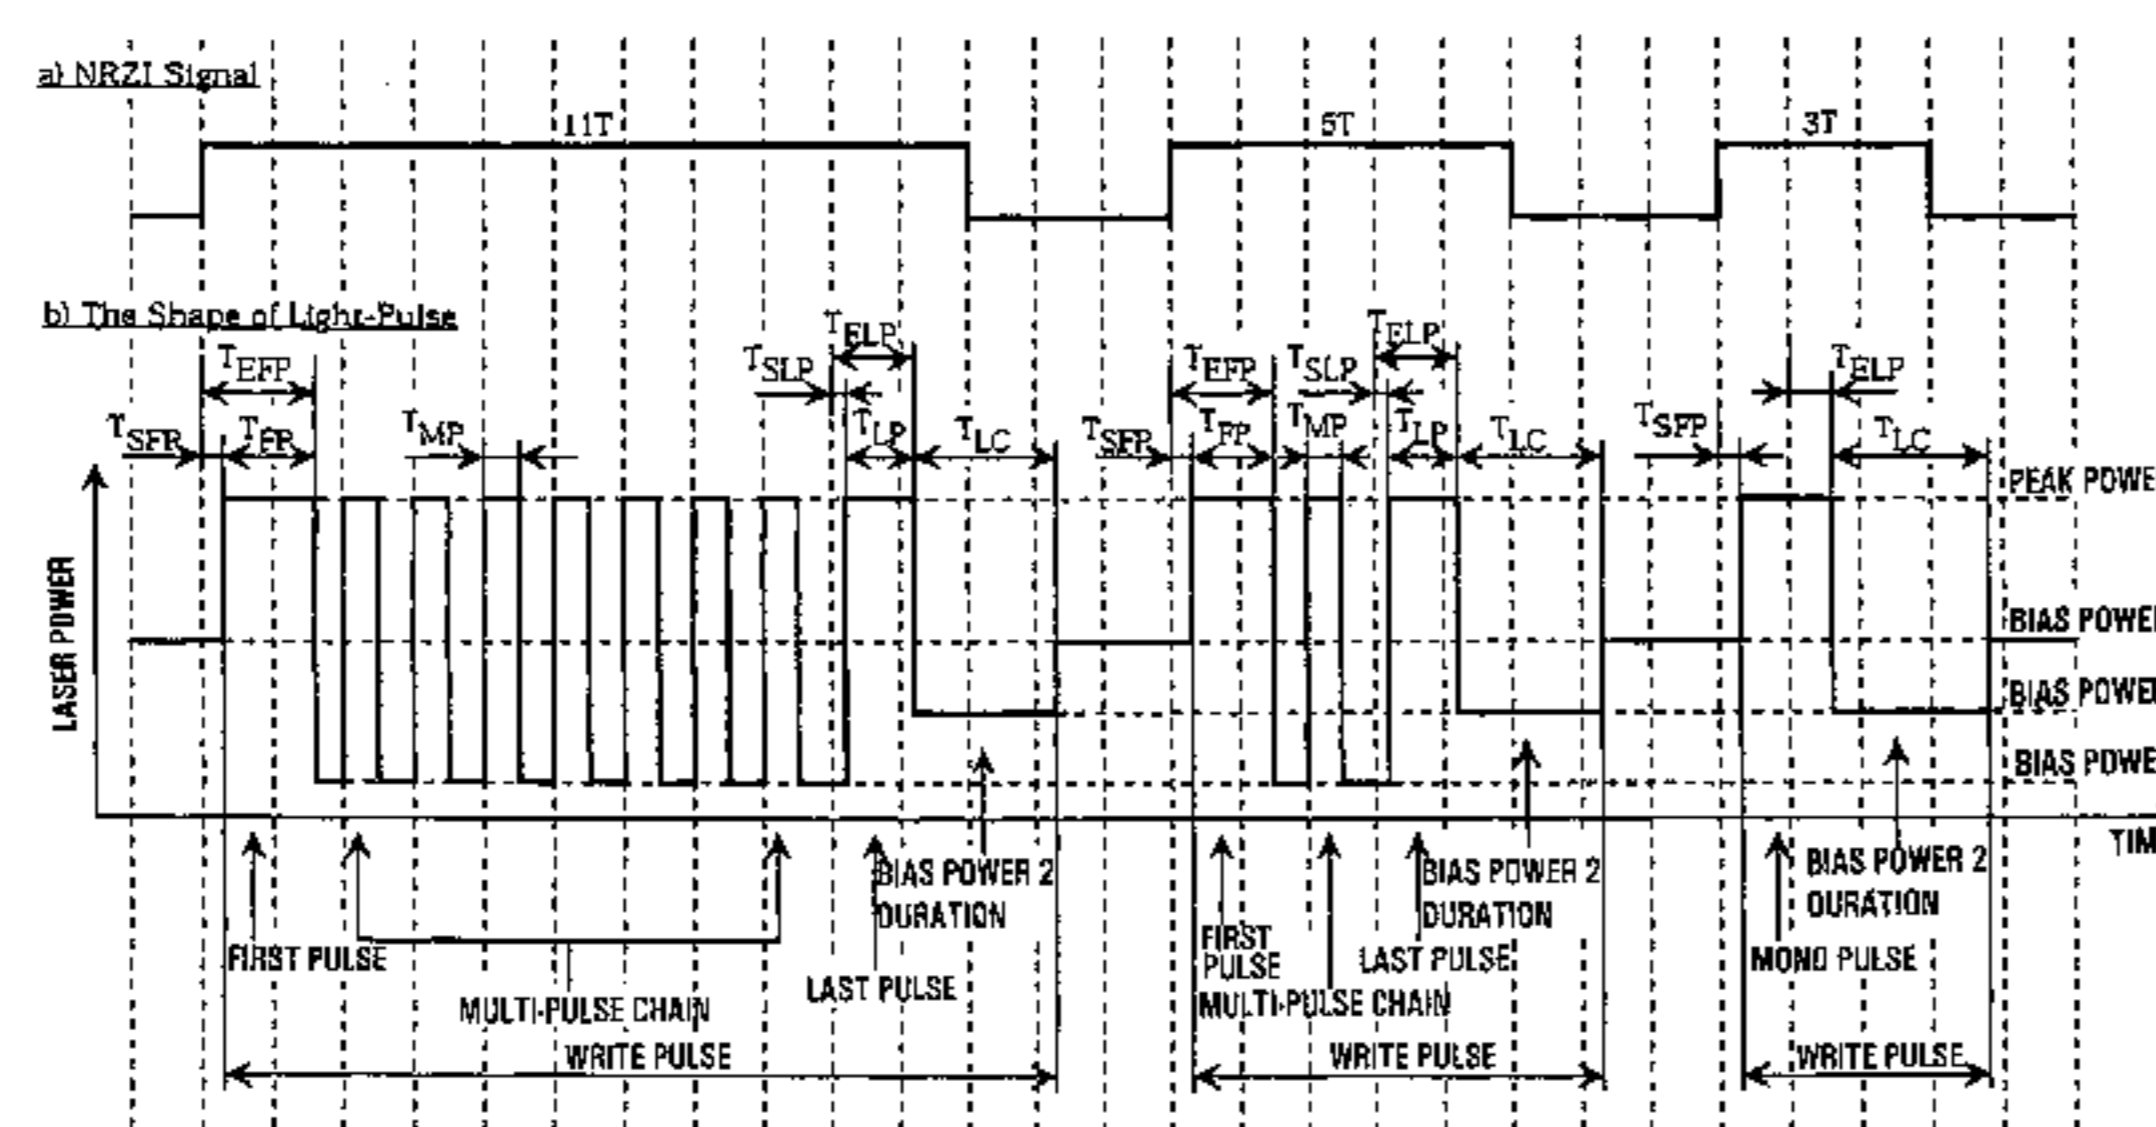 a) NRZI Signal
11T
5T
3T
b) The Shape of Light-Pulse
TELP
TELP
TEFP
TSLP
TEFP
TSLP
TELP
TSFP
TFP
TMP
TLP
TLC
TSFP
TFP
TMP
TLP
TLC
TSFP
TLC
PEAK POWE
LASER POWER
BIAS POWE
BIAS POWE
BIAS POWE
TIM
BIAS POWER 2
DURATION
BIAS POWER 2
DURATION
BIAS POWER 2
DURATION
FIRST PULSE
FIRST
PULSE
LAST PULSE
MONO PULSE
LAST PULSE
MULTI-PULSE CHAIN
MULTI-PULSE CHAIN
WRITE PULSE
WRITE PULSE
WRITE PULSE